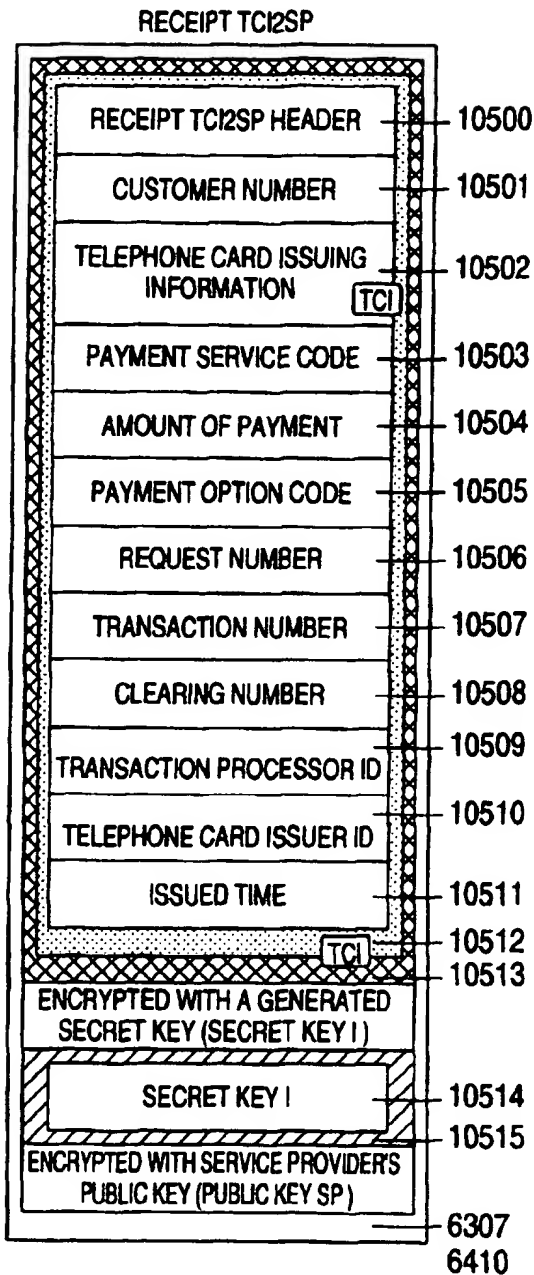 RECEIPT TCI2SP
RECEIPT TCI2SP HEADER
10500
CUSTOMER NUMBER
10501
TELEPHONE CARD ISSUING
INFORMATION
10502
TCI
PAYMENT SERVICE CODE
10503
AMOUNT OF PAYMENT
10504
PAYMENT OPTION CODE
10505
REQUEST NUMBER
10506
TRANSACTION NUMBER
10507
CLEARING NUMBER
10508
10509
TRANSACTION PROCESSOR ID
10510
TELEPHONE CARD ISSUER ID
ISSUED TIME
10511
TCI
10512
10513
ENCRYPTED WITH A GENERATED
SECRET KEY (SECRET KEY I)
SECRET KEY I
10514
10515
ENCRYPTED WITH SERVICE PROVIDER'S
PUBLIC KEY (PUBLIC KEY SP)
6307
6410